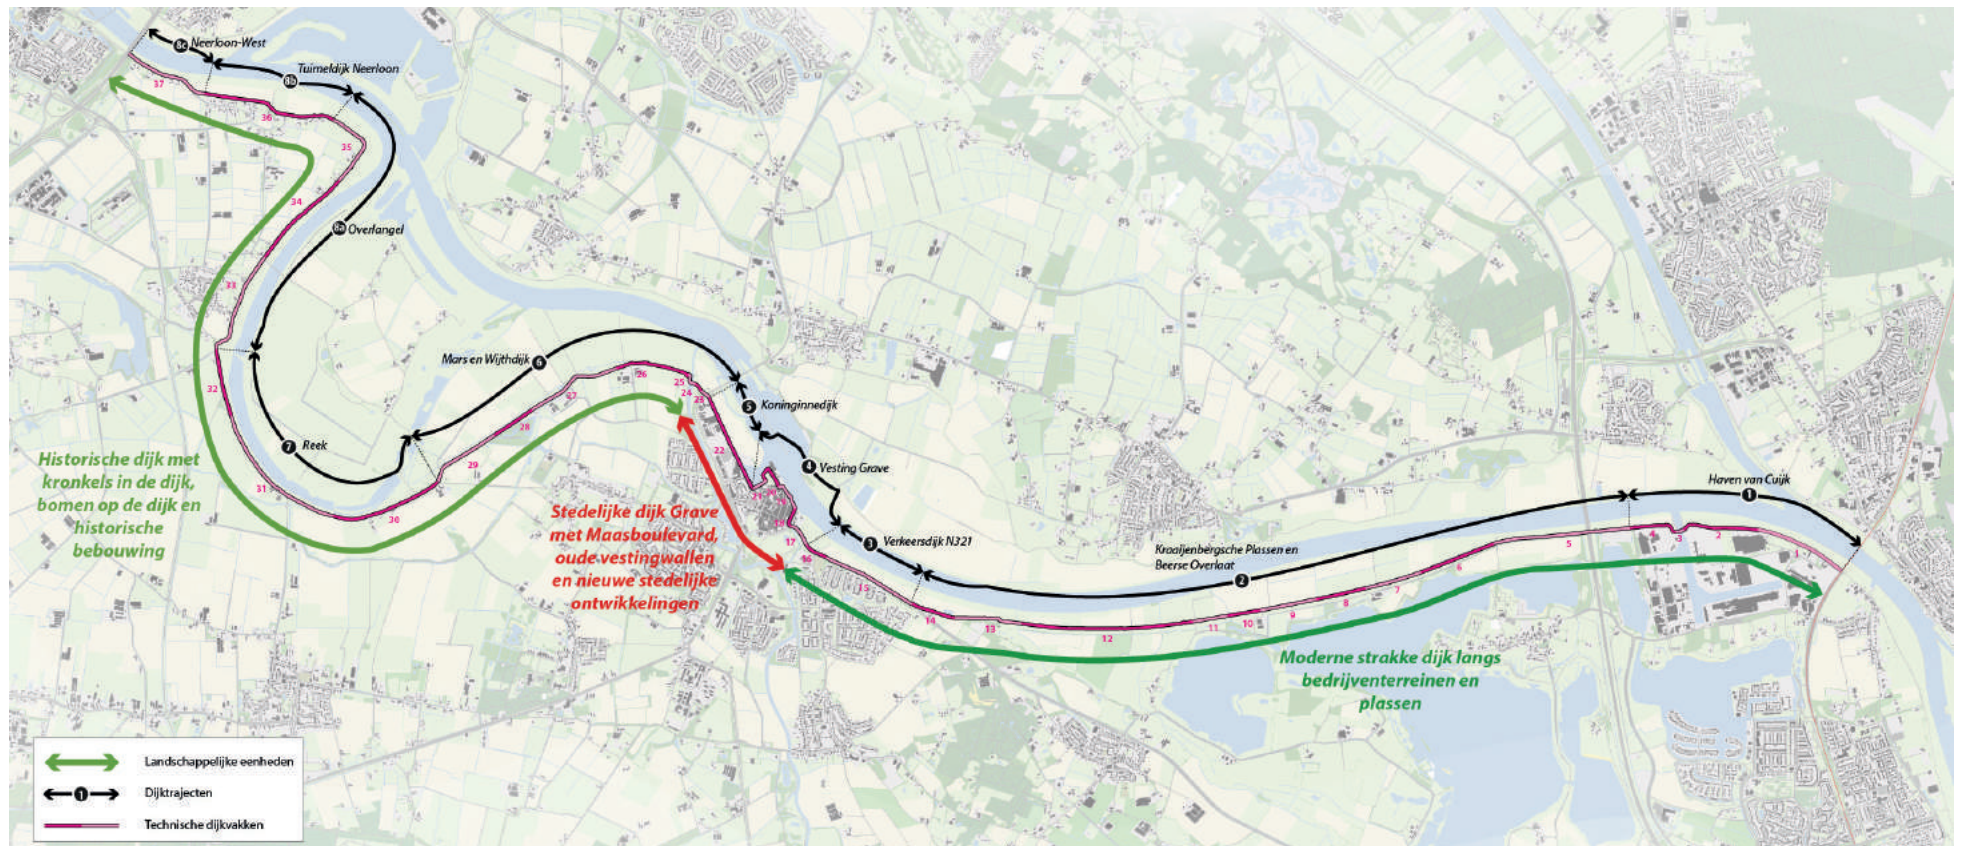 8c
Neerloon-West
8b
Tuimeldijk Neerloon
37
36
35
34
8a
Overlangel
33
32
Mars en Wijthdijk
6
26
25
24
23
27
28
29
5
Koninginnedijk
7
Reek
22
4
Vesting Grave
31
30
21
20
19
18
17
16
15
14
3
Verkeersdijk N321
Haven van Cuijk
1
Kraaijenbergsche Plassen en
Beerse Overlaat
2
13
12
11
10
9
8
7
6
5
4
3
2
1
Historische dijk met
kronkels in de dijk,
bomen op de dijk en
historische
bebouwing
Stedelijke dijk Grave
met Maasboulevard,
oude vestingwallen
en nieuwe stedelijke
ontwikkelingen
Moderne strakke dijk langs
bedrijventerreinen en
plassen
Landschappelijke eenheden
1
Dijktrajecten
Technische dijkvakken